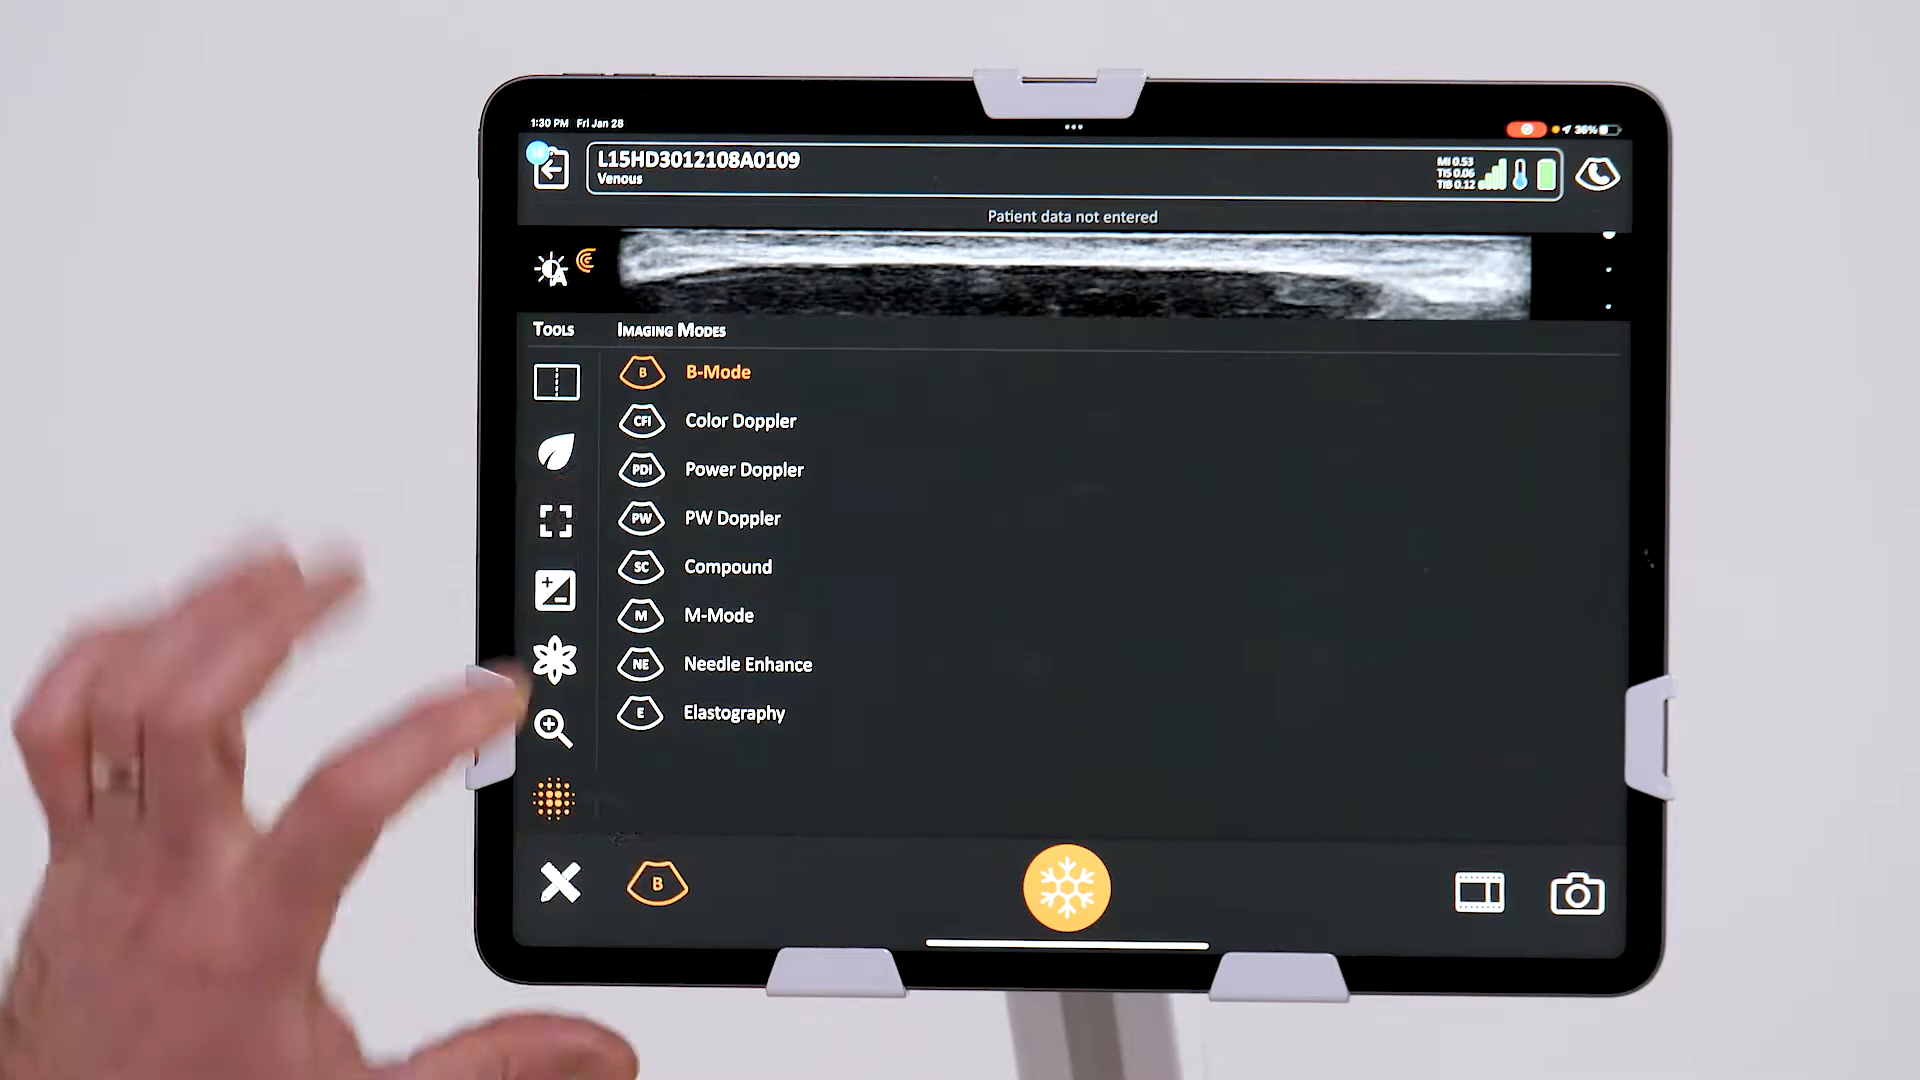 1:30 PM Fri Jan 28
36%
L15HD3012108A0109
Venous
MI 0.53
TIS 0.06
TIB 0.12
Patient data not entered
A
TOOLS
IMAGING MODES
B B-Mode
CFI Color Doppler
PDI Power Doppler
PW PW Doppler
SC Compound
M M-Mode
NE Needle Enhance
E Elastography
B